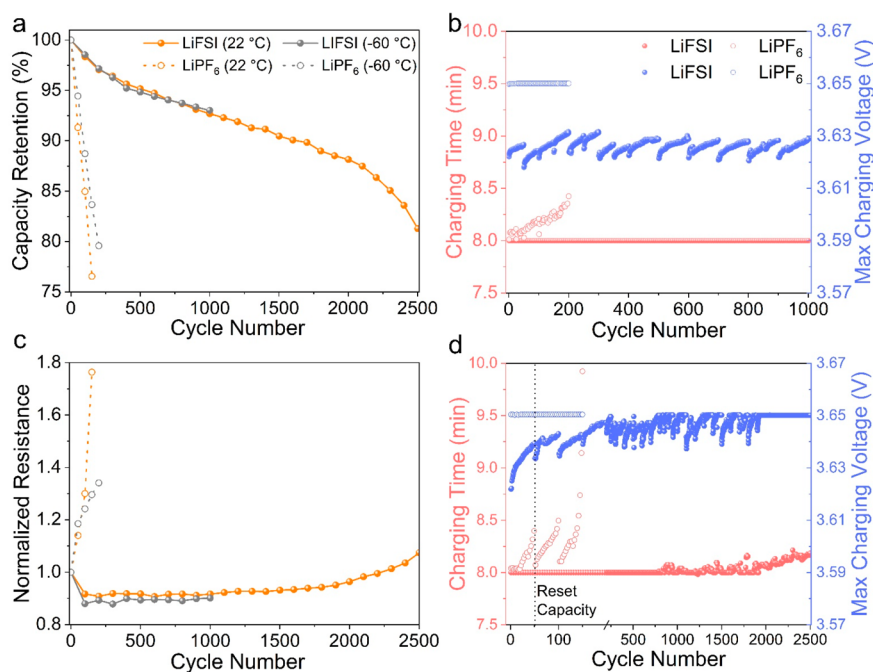 a
LiFSI (22 °C)
LIFSI (-60 °C)
LiPF6 (22 °C)
LiPF6 (-60 °C)
Capacity Retention (%)
100
95
90
85
80
75
0
500
1000
1500
2000
2500
Cycle Number
b
LiFSI
LiPF6
LiFSI
LiPF6
Charging Time (min)
10.0
9.5
9.0
8.5
8.0
7.5
Max Charging Voltage (V)
3.67
3.65
3.63
3.61
3.59
3.57
0
200
400
600
800
1000
Cycle Number
c
Normalized Resistance
1.8
1.6
1.4
1.2
1.0
0.8
0
500
1000
1500
2000
2500
Cycle Number
d
Charging Time (min)
10.0
9.5
9.0
8.5
8.0
7.5
Max Charging Voltage (V)
3.67
3.65
3.63
3.61
3.59
3.57
Reset
Capacity
0
100
500
1000
1500
2000
2500
Cycle Number